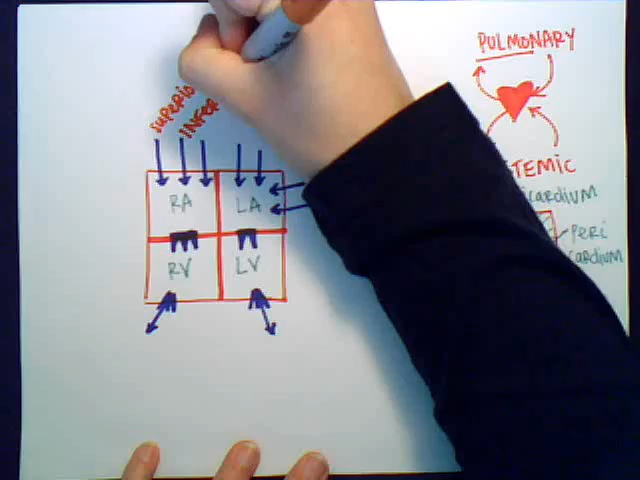 PULMONARY
SUPERIO
INFER
TEMIC
RA
LA
cardium
PERI
cardium
RV
LV